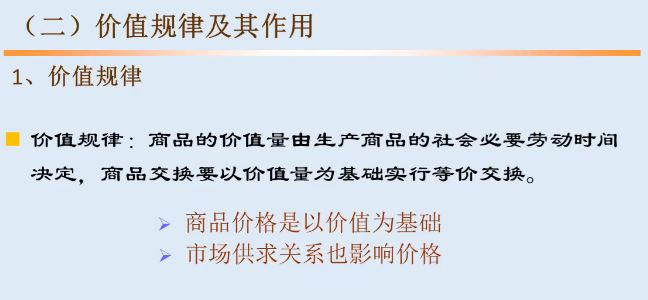 （二）价值规律及其作用
1、价值规律
价值规律：商品的价值量由生产商品的社会必要劳动时间
决定，商品交换要以价值量为基础实行等价交换。
商品价格是以价值为基础
市场供求关系也影响价格